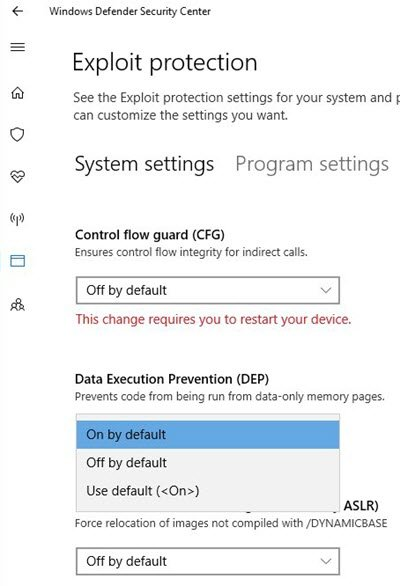 Windows Defender Security Center
Exploit protection
See the Exploit protection settings for your system and
can customize the settings you want.
System settings Program settings
Control flow guard (CFG)
Ensures control flow integrity for indirect calls.
Off by default
This change requires you to restart your device.
Data Execution Prevention (DEP)
Prevents code from being run from data-only memory pages.
On by default
Off by default
Use default (<On>)
ASLR)
Force relocation of images not compiled with /DYNAMICBASE
Off by default